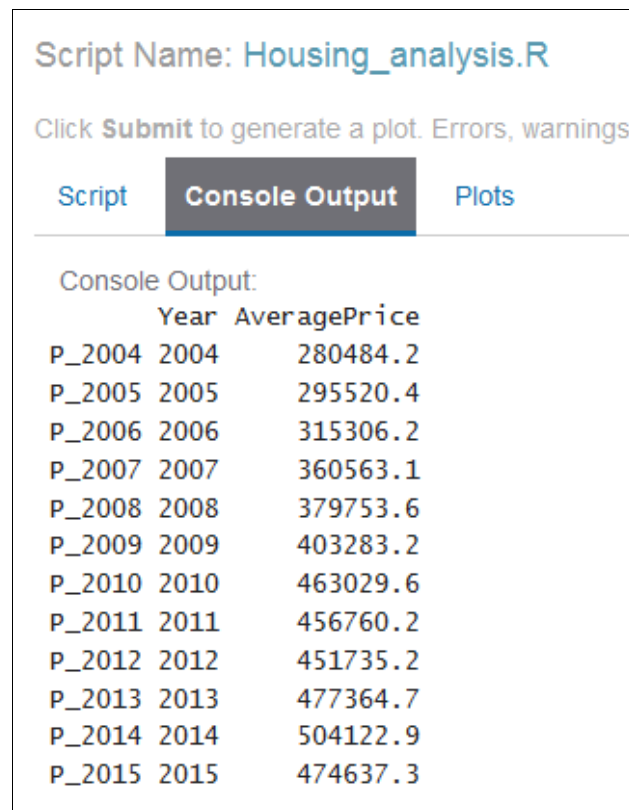 Script Name: Housing_analysis.R
Click Submit to generate a plot. Errors, warnings
Script Console Output Plots
Console Output:
Year AveragePrice
P_2004 2004 280484.2
P_2005 2005 295520.4
P_2006 2006 315306.2
P_2007 2007 360563.1
P_2008 2008 379753.6
P_2009 2009 403283.2
P_2010 2010 463029.6
P_2011 2011 456760.2
P_2012 2012 451735.2
P_2013 2013 477364.7
P_2014 2014 504122.9
P_2015 2015 474637.3